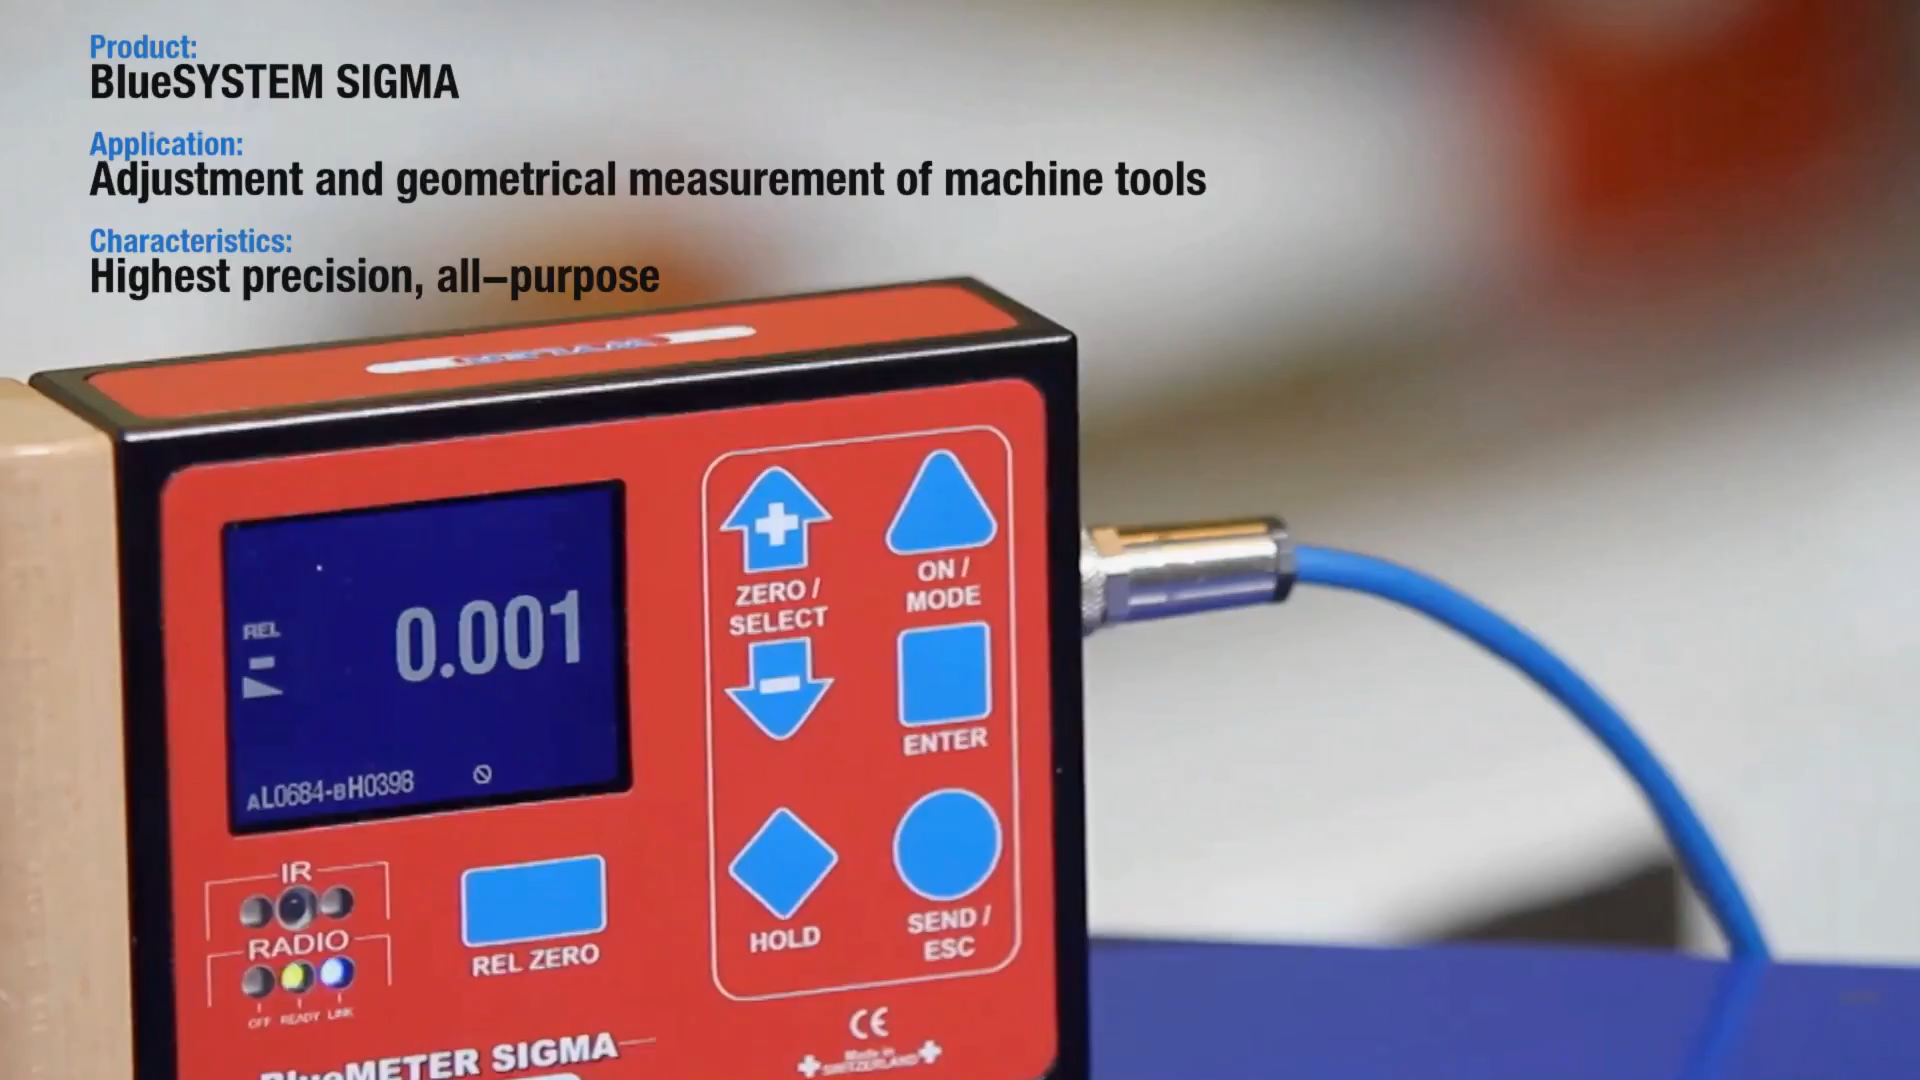 Product:
BlueSYSTEM SIGMA
Application:
Adjustment and geometrical measurement of machine tools
Characteristics:
Highest precision, all–purpose
WYLER
REL
0.001
AL0684-BH0398
ZERO /
SELECT
ON /
MODE
ENTER
HOLD
SEND /
ESC
REL ZERO
IR
RADIO
OFF READY LINK
BlueMETER SIGMA
CE
Made in
SWITZERLAND